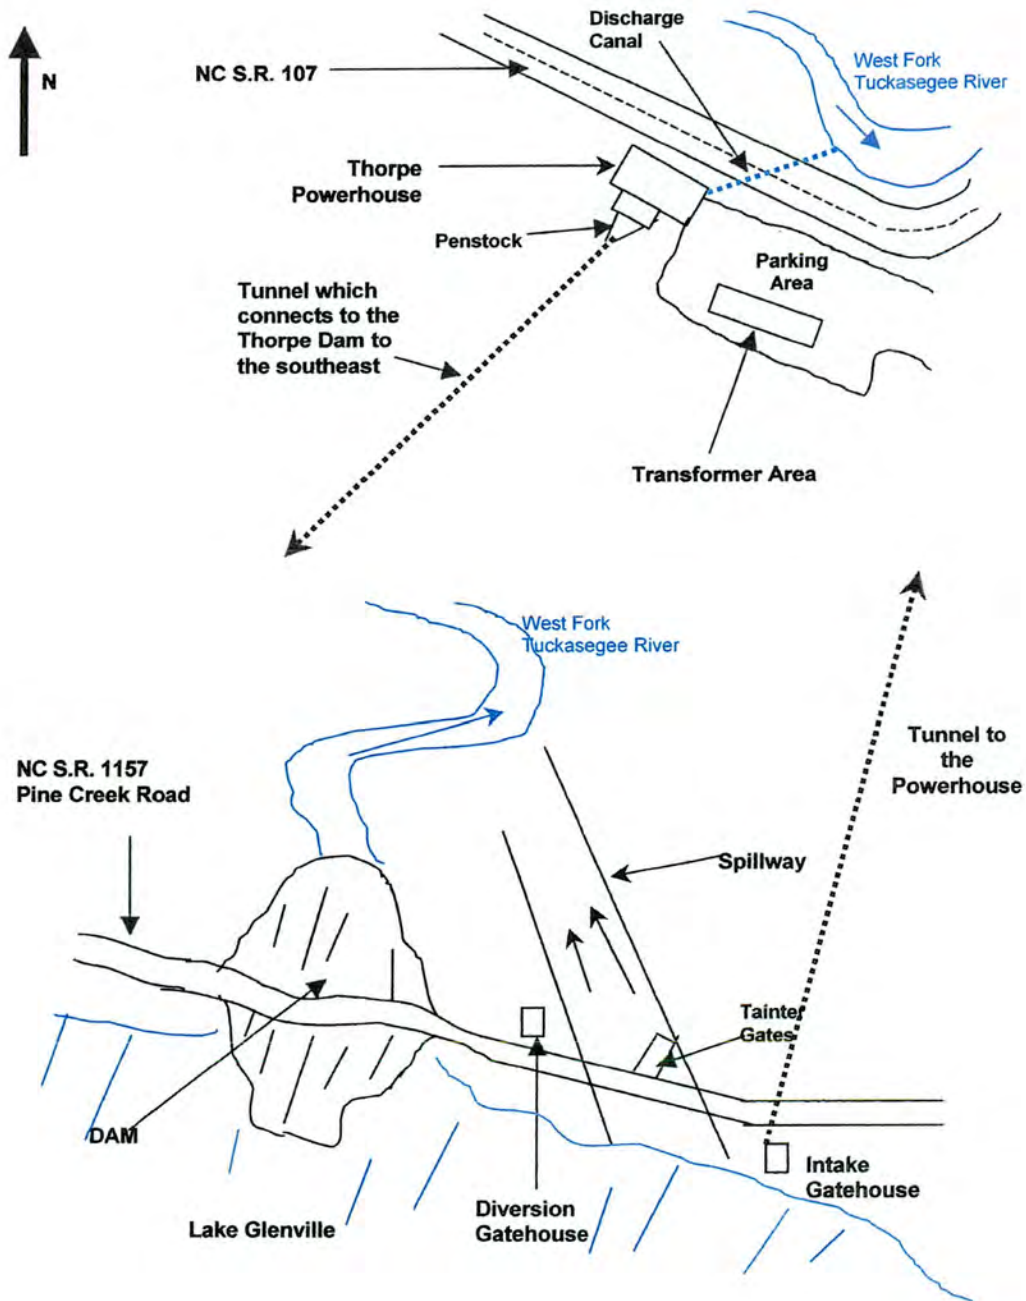 Discharge
Canal
N
NC S.R. 107
West Fork
Tuckasegee River
Thorpe
Powerhouse
Penstock
Parking
Area
Tunnel which
connects to the
Thorpe Dam to
the southeast
Transformer Area
West Fork
Tuckasegee River
Tunnel to
the
Powerhouse
NC S.R. 1157
Pine Creek Road
Spillway
Tainter
Gates
DAM
Intake
Gatehouse
Diversion
Gatehouse
Lake Glenville